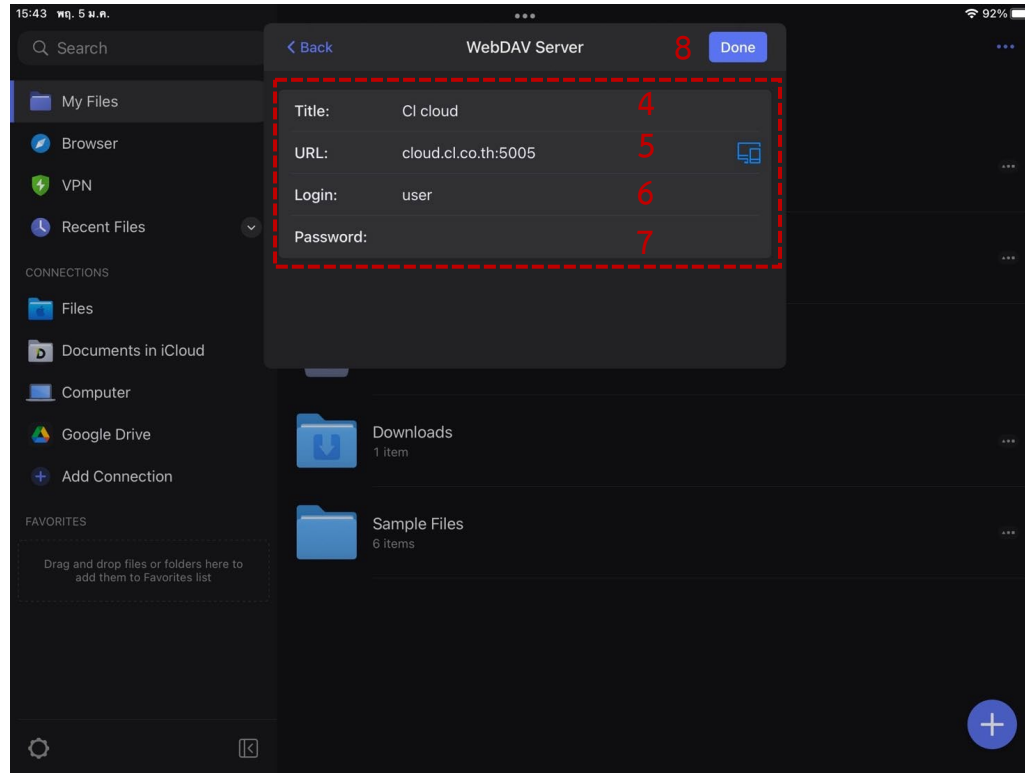 15:43 พฤ. 5 ม.ค.
92%
Search
My Files
Browser
VPN
Recent Files
CONNECTIONS
Files
Documents in iCloud
Computer
Google Drive
Add Connection
FAVORITES
Drag and drop files or folders here to
add them to Favorites list
Back WebDAV Server 8 Done
Title: Cl cloud 4
URL: cloud.cl.co.th:5005 5
Login: user 6
Password: 7
Downloads
1 item
Sample Files
6 items